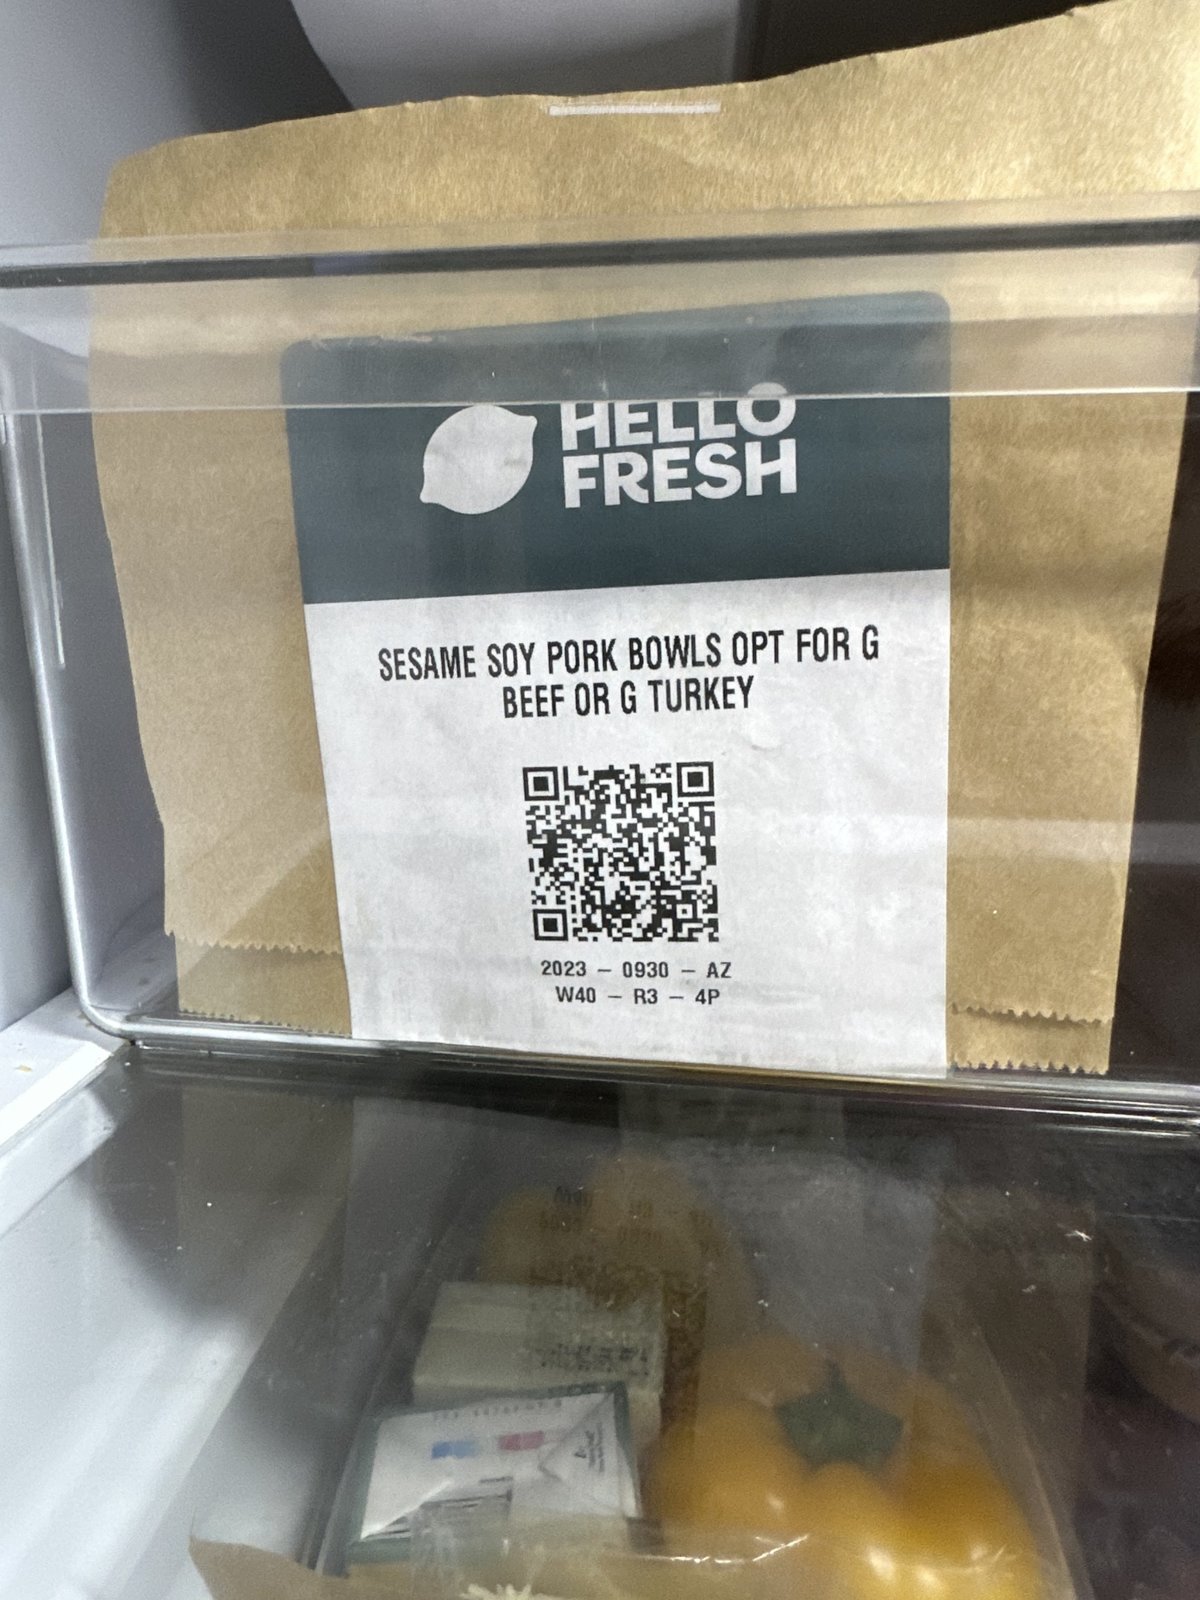 HELLO
FRESH
SESAME SOY PORK BOWLS OPT FOR G
BEEF OR G TURKEY
2023 – 0930 – AZ
W40 – R3 – 4P